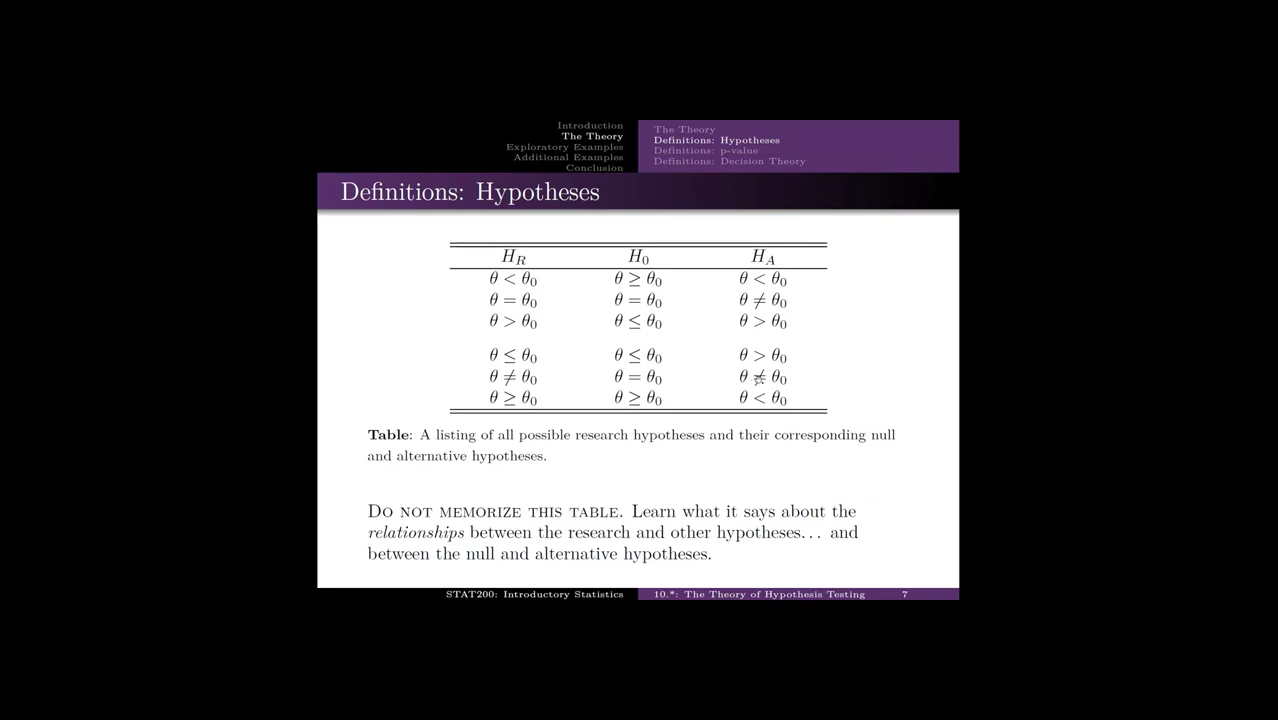 Introduction
The Theory
Exploratory Examples
Additional Examples
Conclusion
The Theory
Definitions: Hypotheses
Definitions: p-value
Definitions: Decision Theory
Definitions: Hypotheses
H_R H_0 H_A
θ < θ_0 θ ≥ θ_0 θ < θ_0
θ = θ_0 θ = θ_0 θ ≠ θ_0
θ > θ_0 θ ≤ θ_0 θ > θ_0
θ ≤ θ_0 θ ≤ θ_0 θ > θ_0
θ ≠ θ_0 θ = θ_0 θ ≠ θ_0
θ ≥ θ_0 θ ≥ θ_0 θ < θ_0
Table: A listing of all possible research hypotheses and their corresponding null
and alternative hypotheses.
Do not memorize this table. Learn what it says about the
relationships between the research and other hypotheses... and
between the null and alternative hypotheses.
STAT200: Introductory Statistics 10.*: The Theory of Hypothesis Testing 7